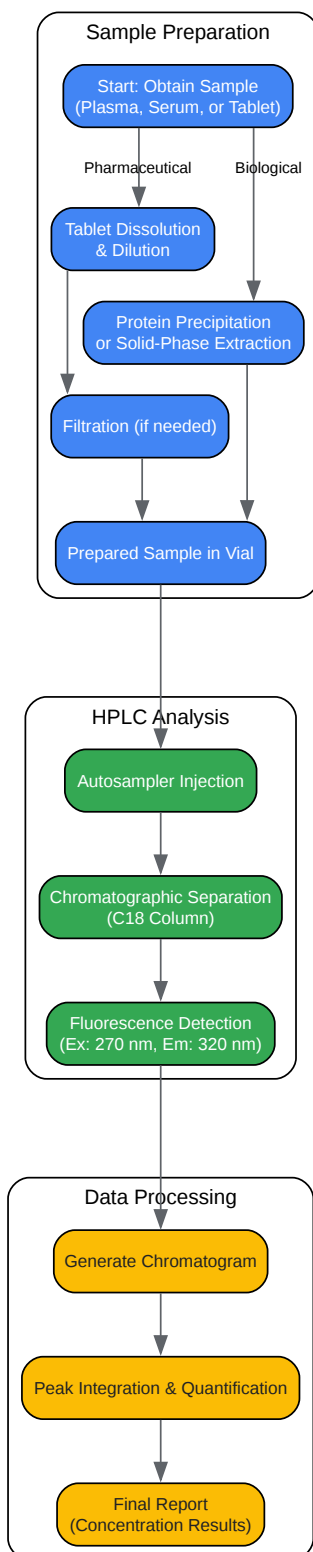 Sample Preparation
Start: Obtain Sample
(Plasma, Serum, or Tablet)
Pharmaceutical
Biological
Tablet Dissolution
& Dilution
Protein Precipitation
or Solid-Phase Extraction
Filtration (if needed)
Prepared Sample in Vial
HPLC Analysis
Autosampler Injection
Chromatographic Separation
(C18 Column)
Fluorescence Detection
(Ex: 270 nm, Em: 320 nm)
Data Processing
Generate Chromatogram
Peak Integration & Quantification
Final Report
(Concentration Results)